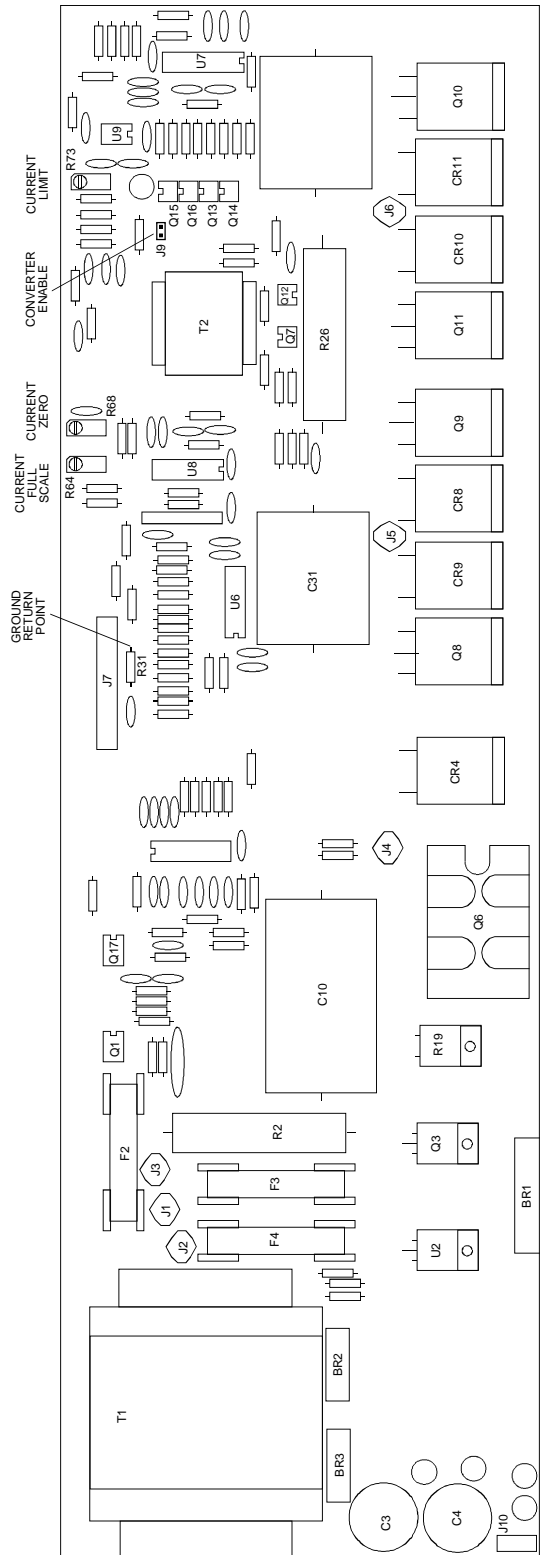 CURRENT
LIMIT
CONVERTER
ENABLE
CURRENT
ZERO
CURRENT
FULL
SCALE
GROUND
RETURN
POINT
R73
U9
U7
Q15
Q16
Q13
Q14
J9
T2
Q12
Q7
R26
Q10
CR11
J6
CR10
Q11
R68
R64
U8
U6
C31
Q9
CR8
J5
CR9
Q8
J7
R31
CR4
J4
Q6
Q17
Q1
C10
R19
F2
J3
J1
J2
R2
F3
F4
Q3
U2
BR1
T1
BR2
BR3
C3
C4
J10